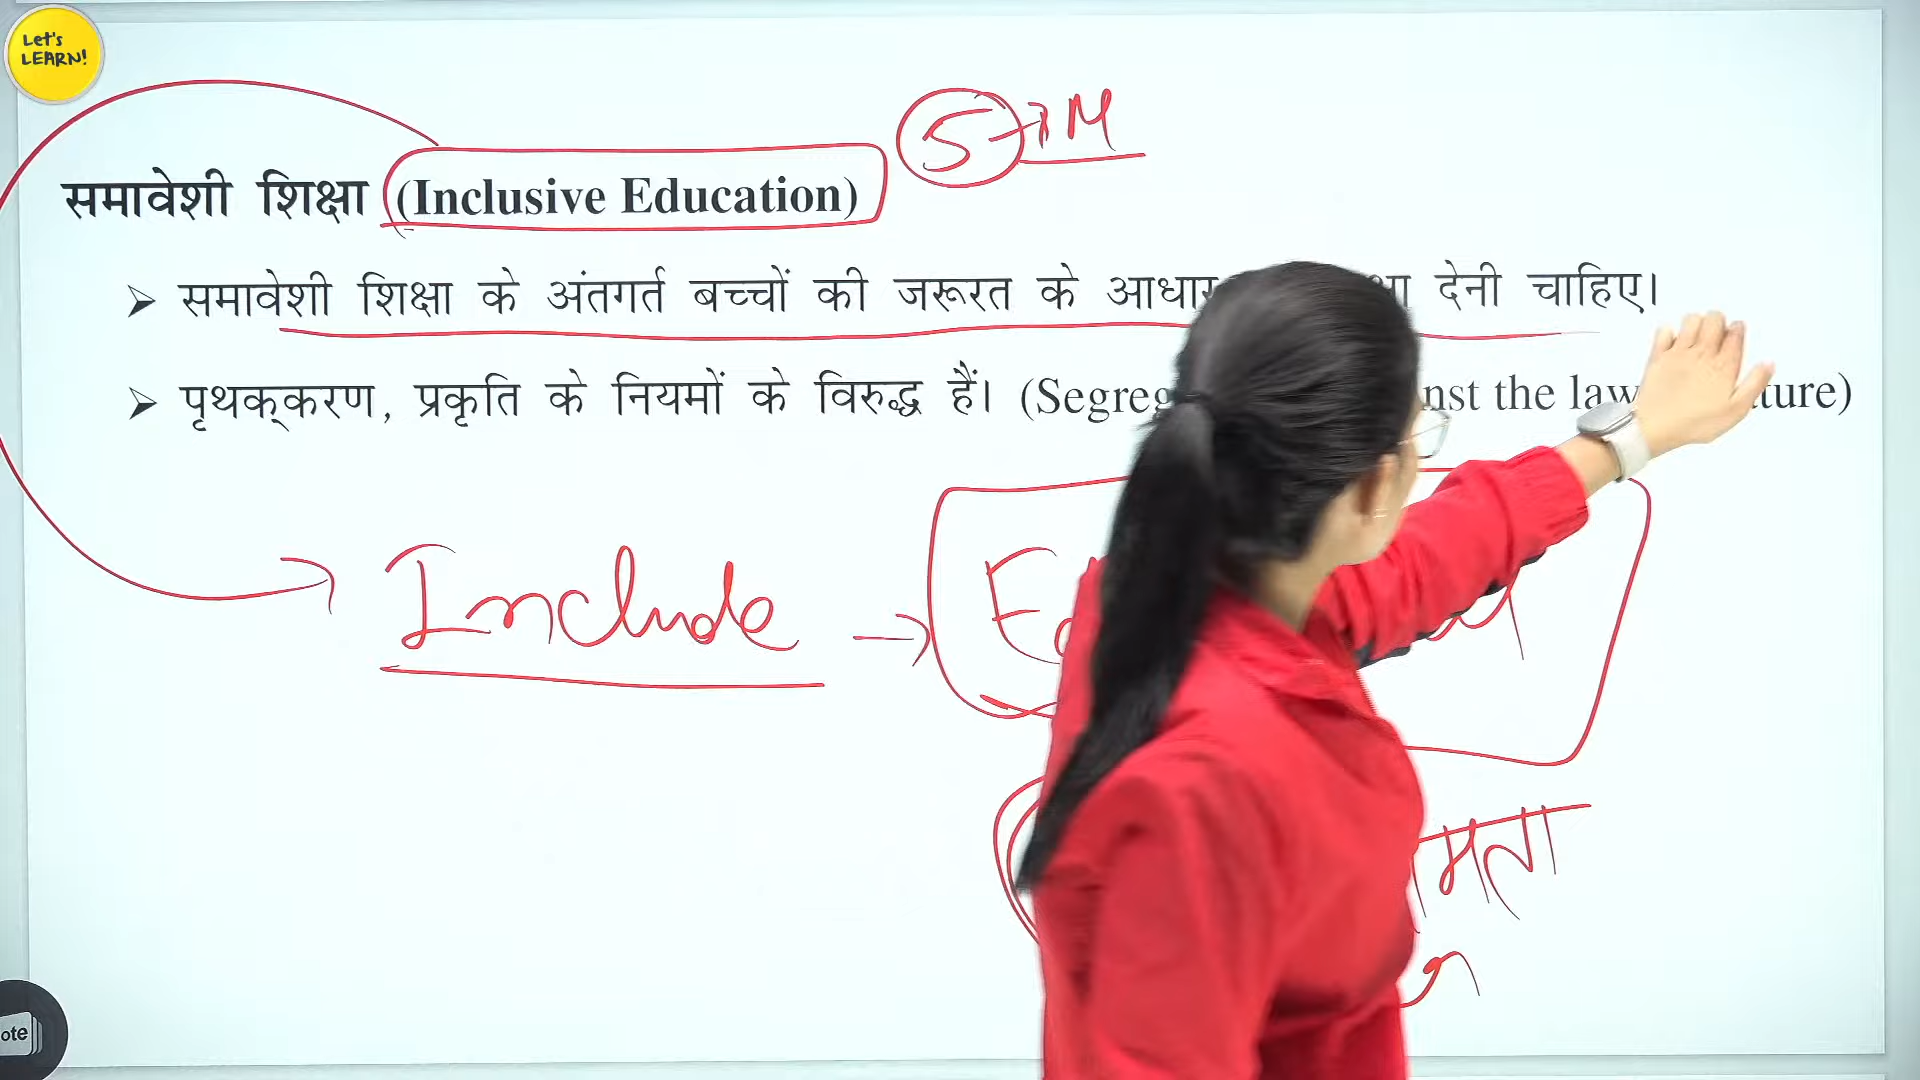 Let's
LEARN!
5 → M
समावेशी शिक्षा (Inclusive Education)
➤ समावेशी शिक्षा के अंतगर्त बच्चों की जरूरत के आधार देनी चाहिए।
➤ पृथक्करण, प्रकृति के नियमों के विरुद्ध हैं। (Segreg nst the law ture)
→ Include →
मता
ote